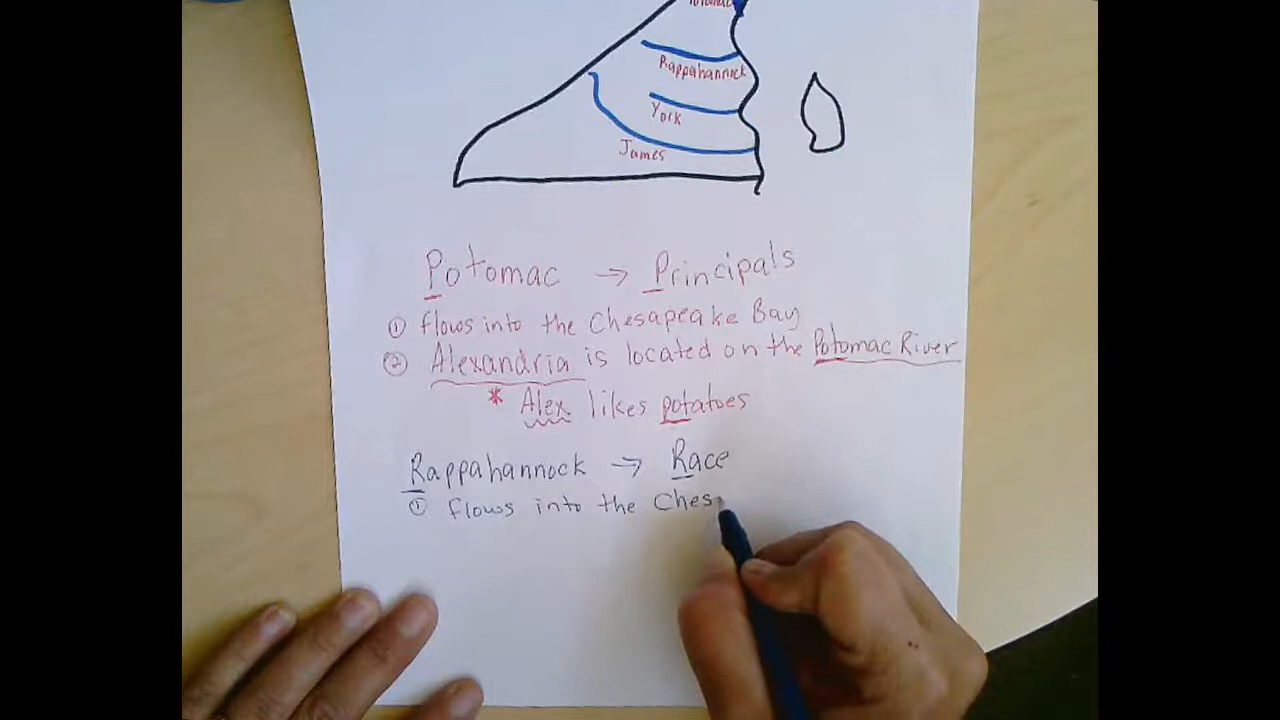 Potomac
Rappahannock
York
James
Potomac → Principals
① flows into the Chesapeake Bay
② Alexandria is located on the Potomac River
* Alex likes potatoes
Rappahannock → Race
① flows into the Ches